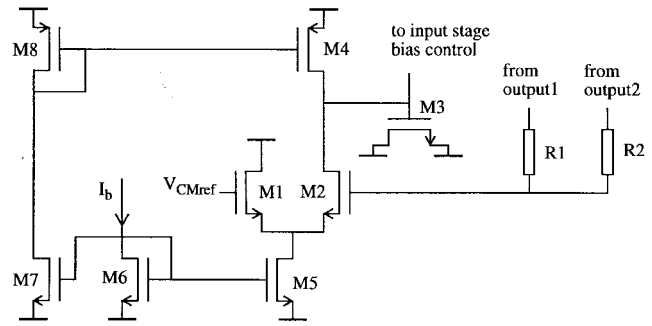 to input stage
bias control
M8
M4
from
output1
from
output2
M3
R1
R2
I_b
V_CMref
M1
M2
M7
M6
M5